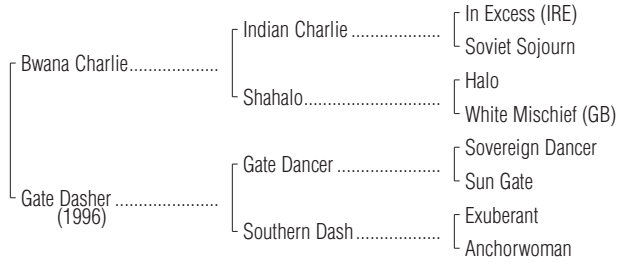 In Excess (IRE)
Indian Charlie ....................
Soviet Sojourn
Bwana Charlie....................
Halo
Shahalo..............................
White Mischief (GB)
Sovereign Dancer
Gate Dancer .......................
Sun Gate
Gate Dasher .......................
(1996)
Exuberant
Southern Dash ...................
Anchorwoman